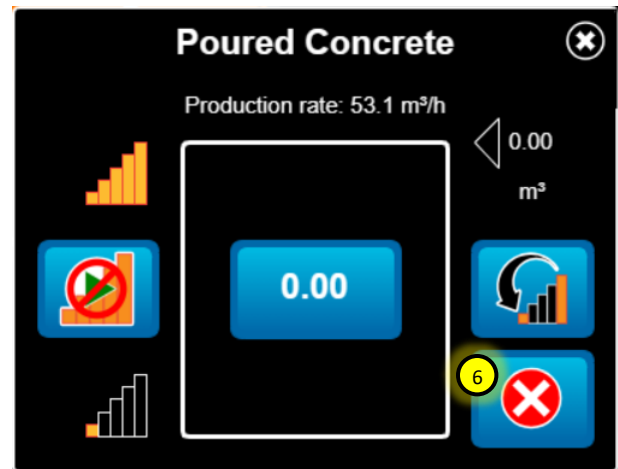 Poured Concrete
Production rate: 53.1 m³/h
0.00
m³
0.00
6